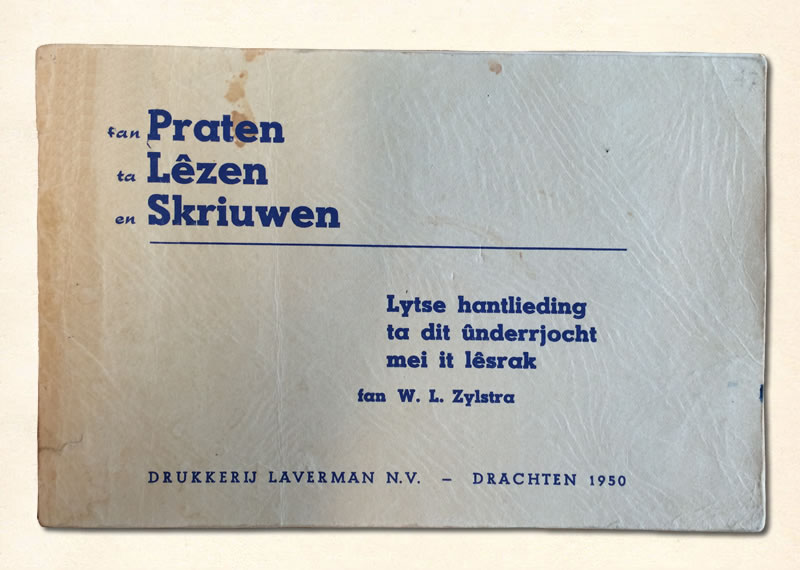 fan Praten
ta Lêzen
en Skriuwen
Lytse hantlieding
ta dit ûnderrjocht
mei it lêsrak
fan W. L. Zylstra
DRUKKERIJ LAVERMAN N.V. – DRACHTEN 1950